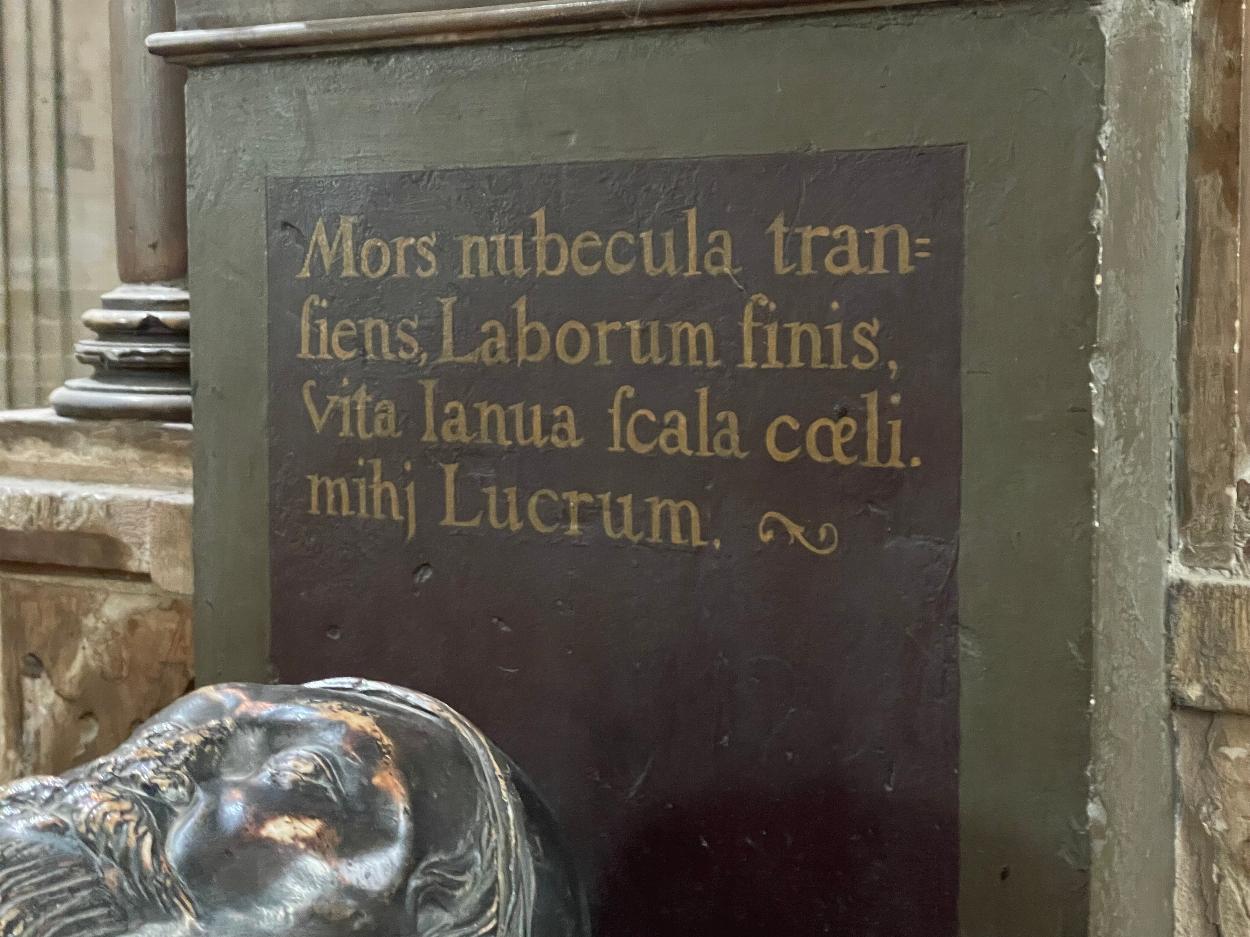 Mors nubecula tran=
ſiens, Laborum finis,
vita Ianua ſcala cœli.
mihj Lucrum.